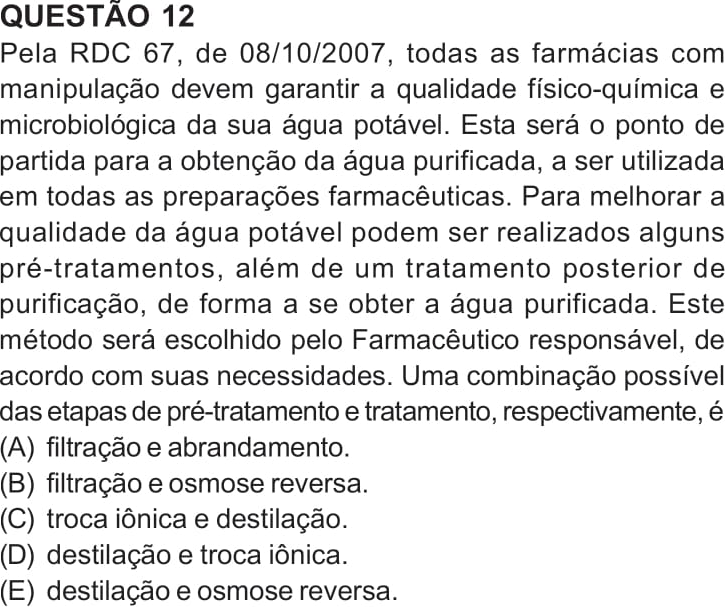 QUESTÃO 12
Pela RDC 67, de 08/10/2007, todas as farmácias com
manipulação devem garantir a qualidade físico-química e
microbiológica da sua água potável. Esta será o ponto de
partida para a obtenção da água purificada, a ser utilizada
em todas as preparações farmacêuticas. Para melhorar a
qualidade da água potável podem ser realizados alguns
pré-tratamentos, além de um tratamento posterior de
purificação, de forma a se obter a água purificada. Este
método será escolhido pelo Farmacêutico responsável, de
acordo com suas necessidades. Uma combinação possível
das etapas de pré-tratamento e tratamento, respectivamente, é
(A) filtração e abrandamento.
(B) filtração e osmose reversa.
(C) troca iônica e destilação.
(D) destilação e troca iônica.
(E) destilação e osmose reversa.